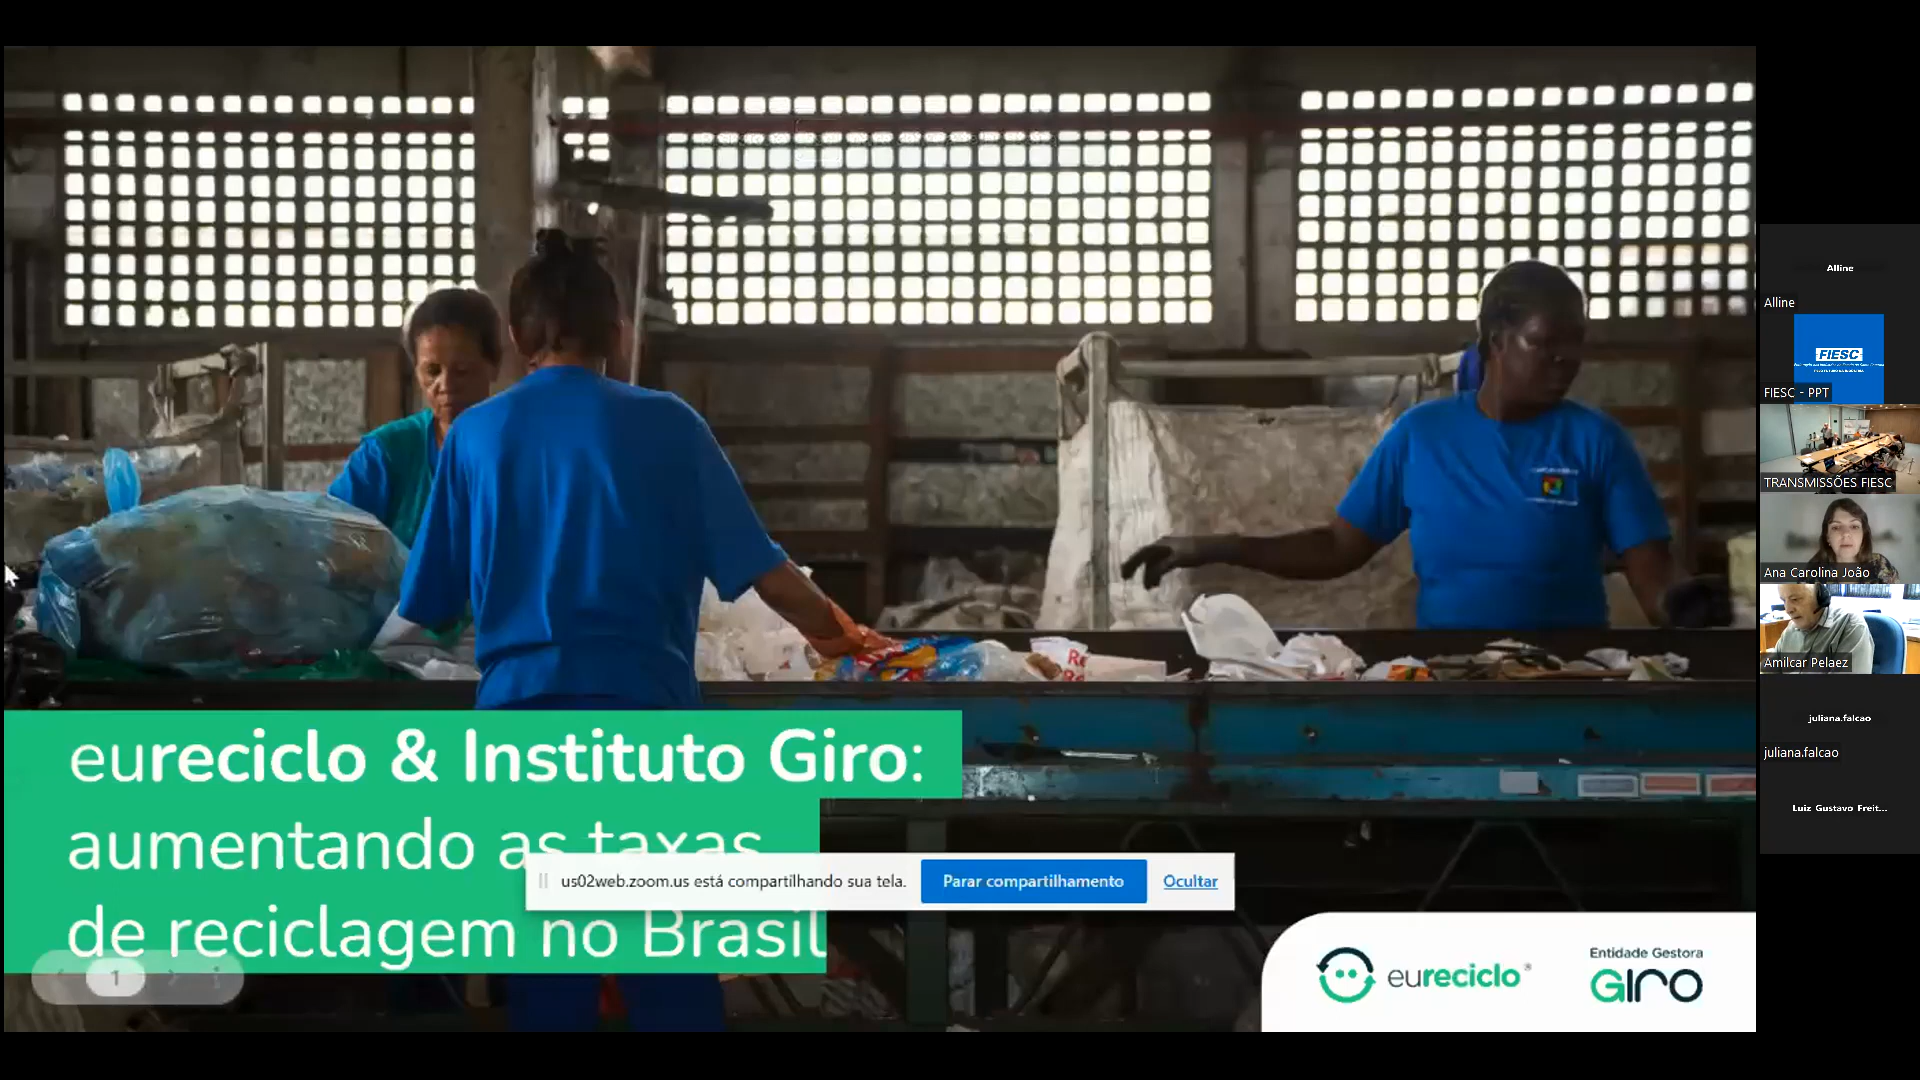 eureciclo & Instituto Giro:
aumentando as taxas
de reciclagem no Brasil
us02web.zoom.us está compartilhando sua tela.
Parar compartilhamento
Ocultar
1
eureciclo®
Entidade Gestora
GIRO
Alline
Alline
FIESC
FIESC - PPT
TRANSMISSÕES FIESC
Ana Carolina João
Amilcar Pelaez
juliana.falcao
juliana.falcao
Luiz Gustavo Freit...